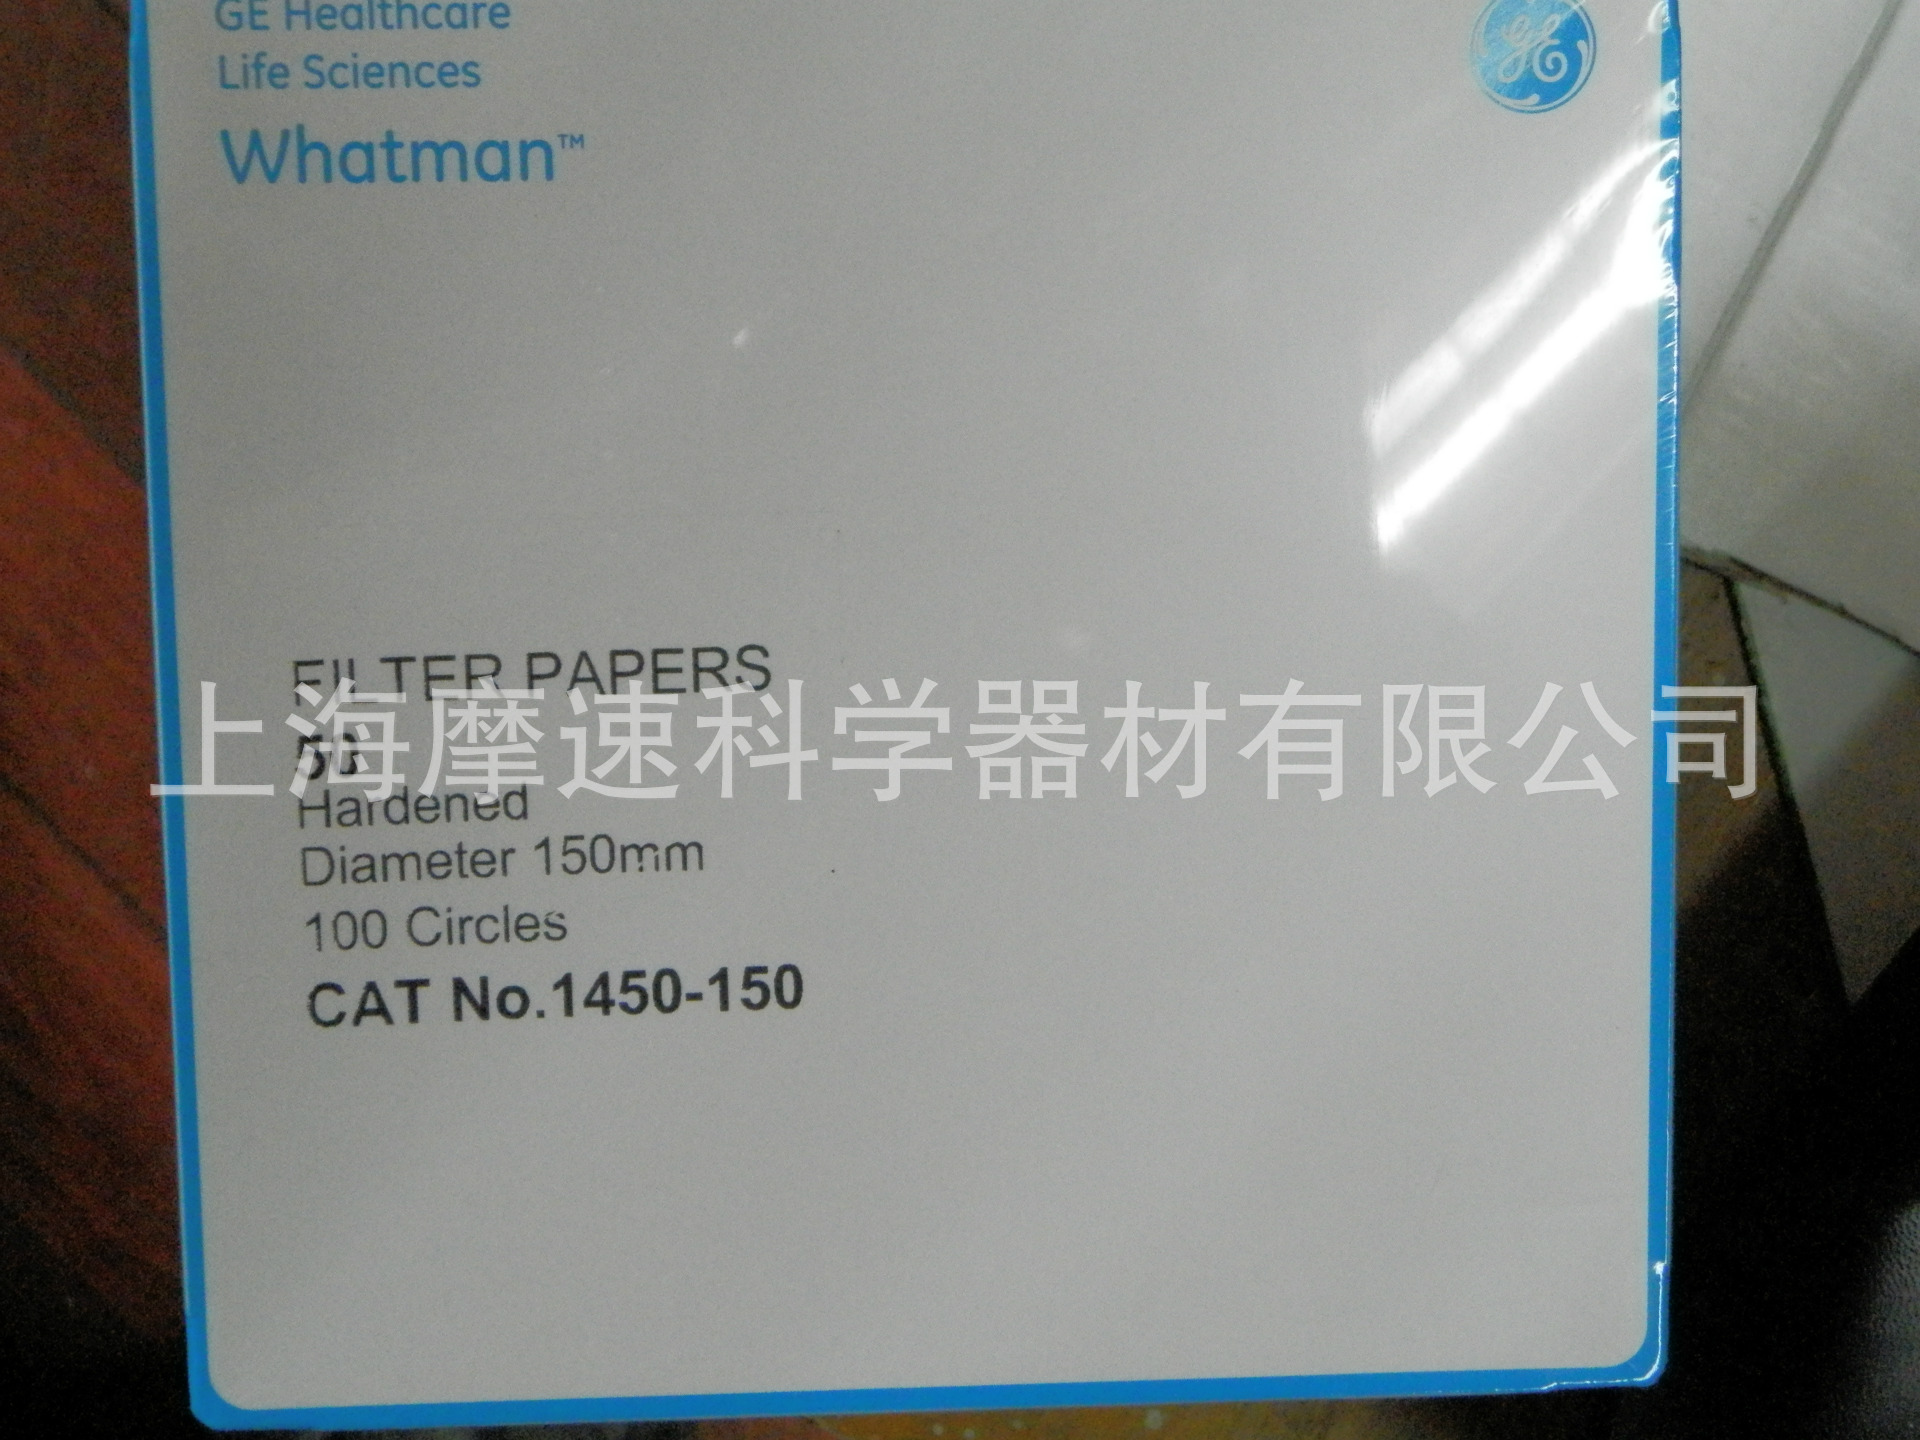 GE Healthcare
Life Sciences
Whatman™
FILTER PAPERS
上海摩速科学器材有限公司
50
Hardened
Diameter 150mm
100 Circles
CAT No.1450-150